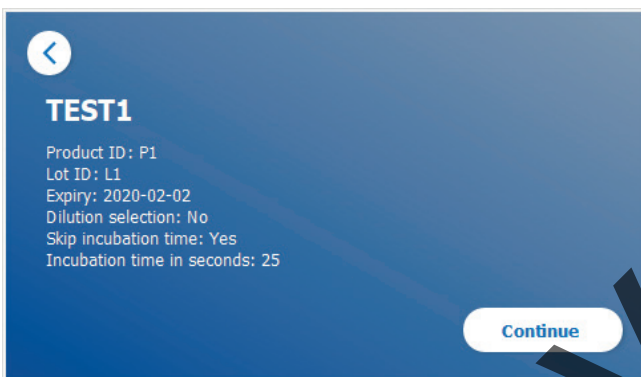 TEST1
Product ID: P1
Lot ID: L1
Expiry: 2020-02-02
Dilution selection: No
Skip incubation time: Yes
Incubation time in seconds: 25
Continue